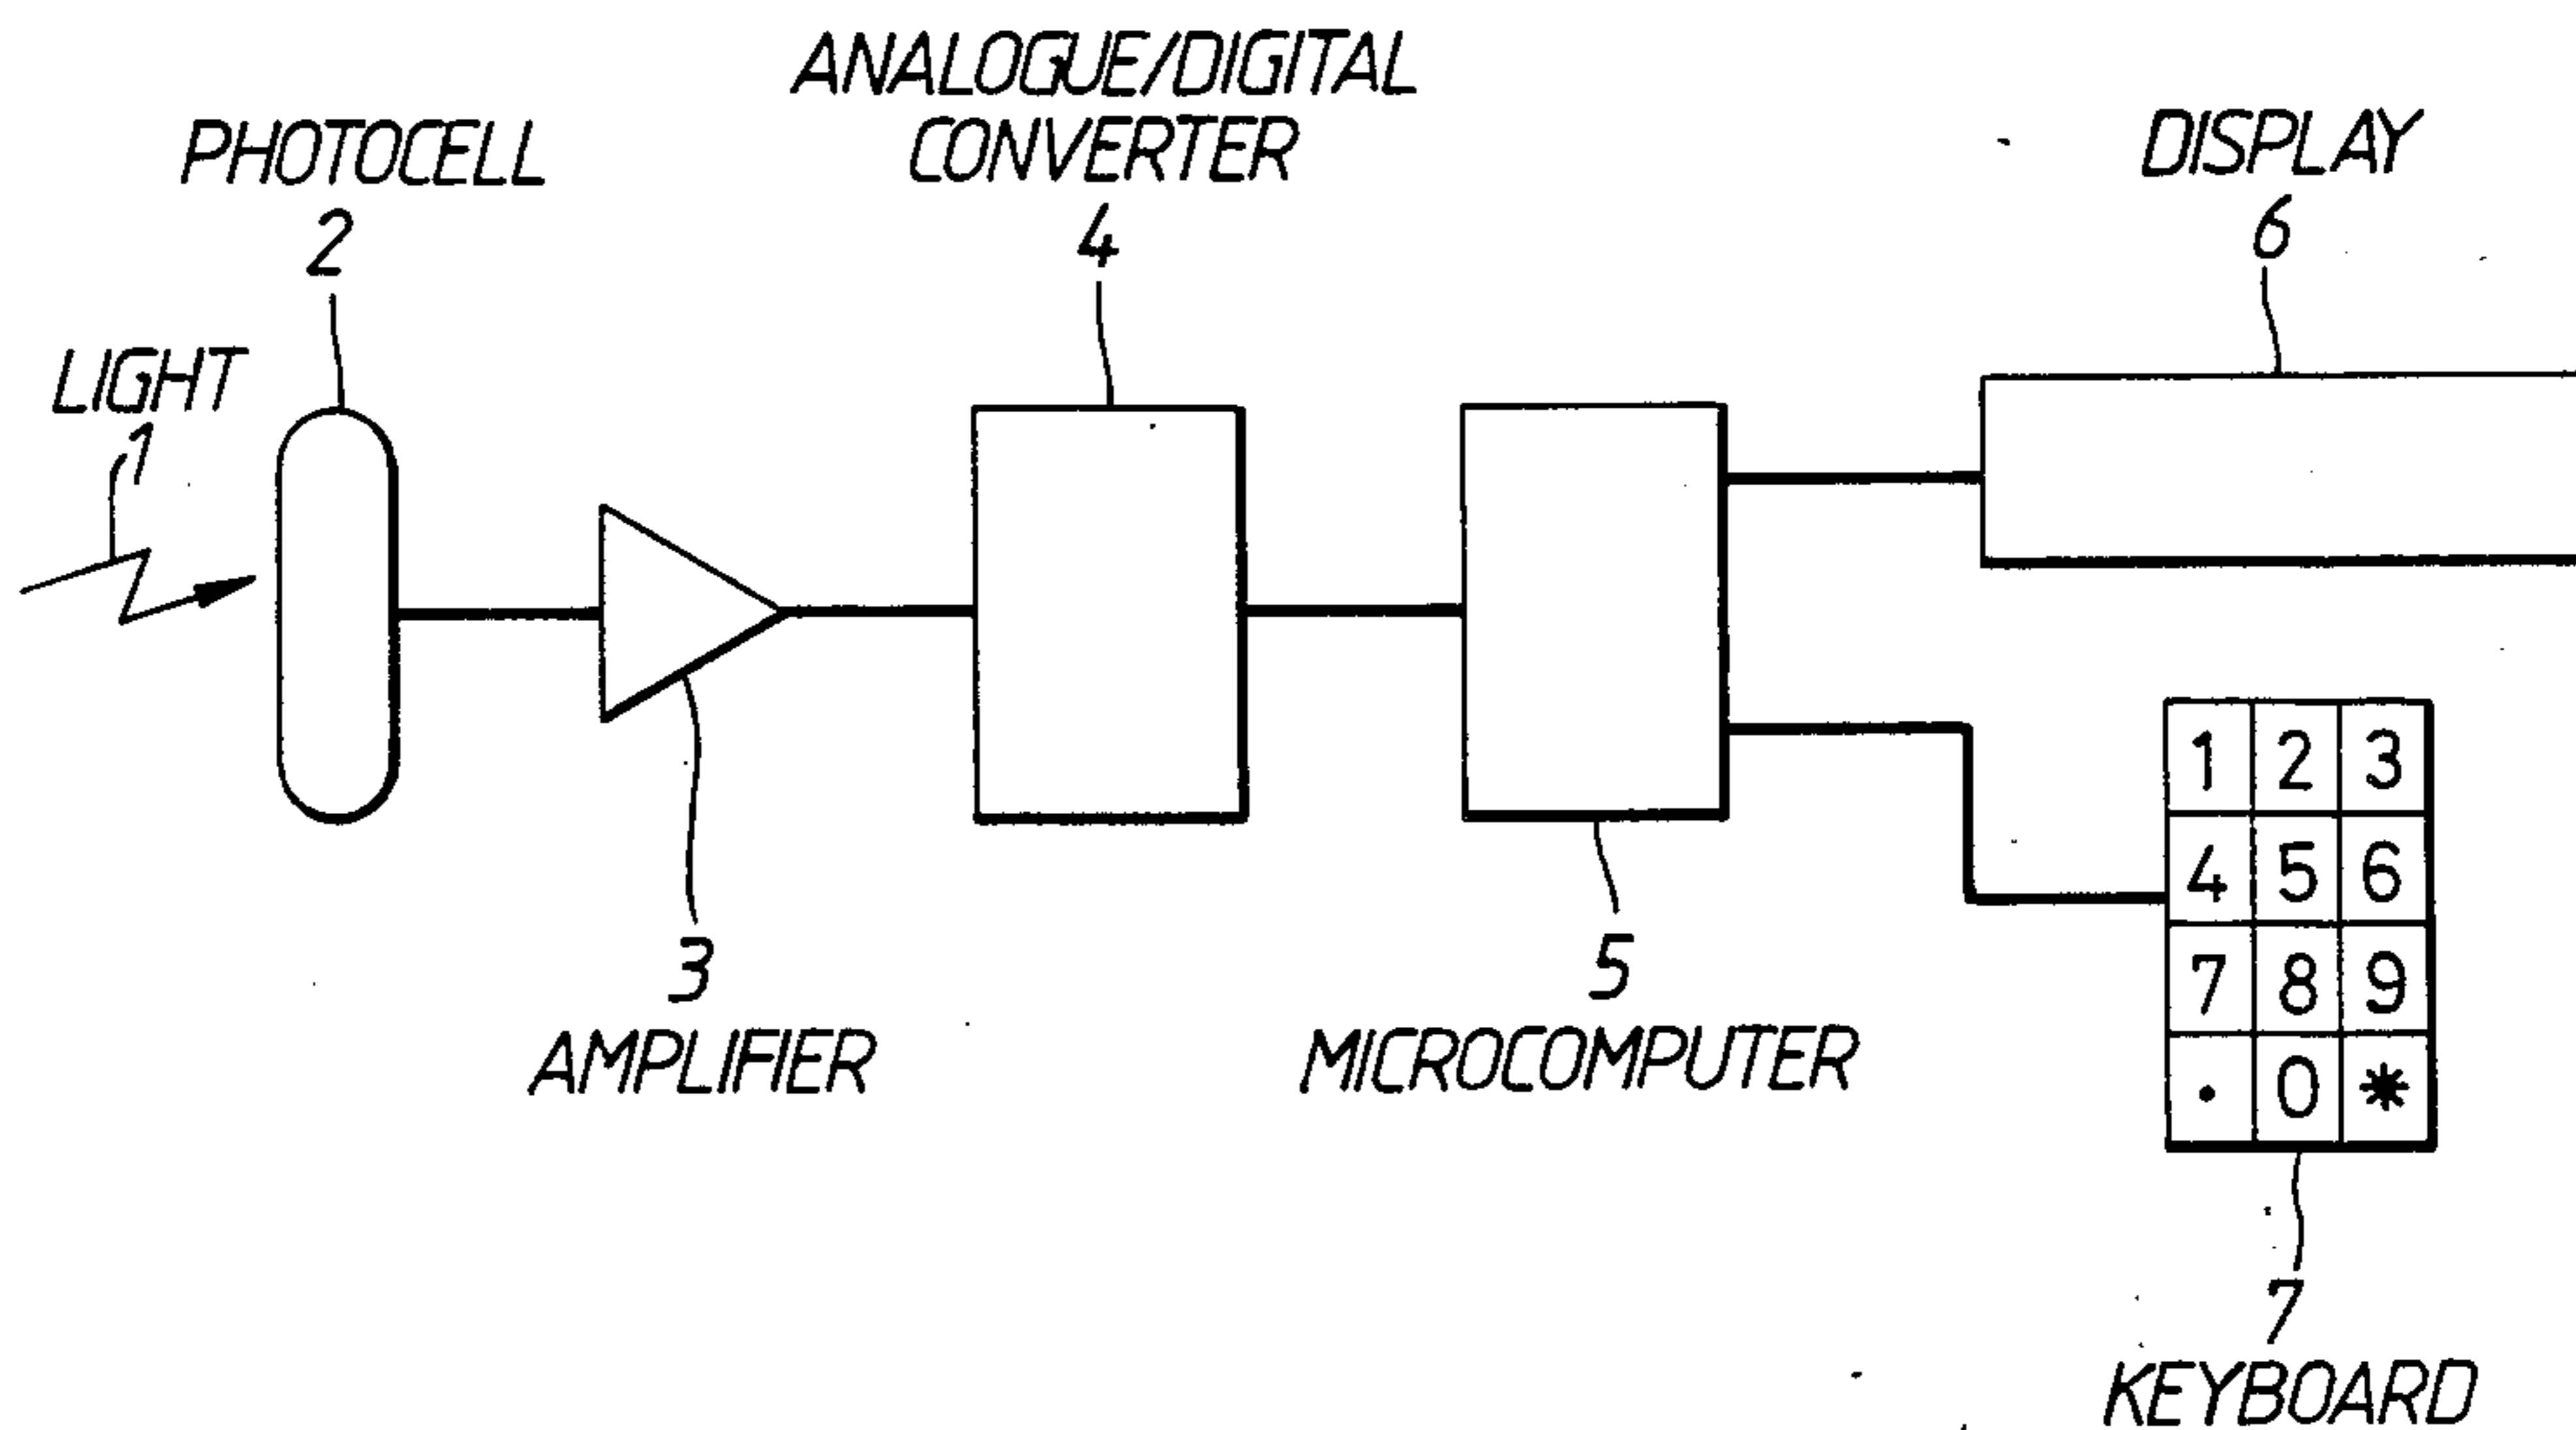 ANALOGUE/DIGITAL
CONVERTER
4
PHOTOCELL
2
DISPLAY
6
LIGHT
1
3
AMPLIFIER
5
MICROCOMPUTER
1 2 3
4 5 6
7 8 9
. 0 *
7
KEYBOARD